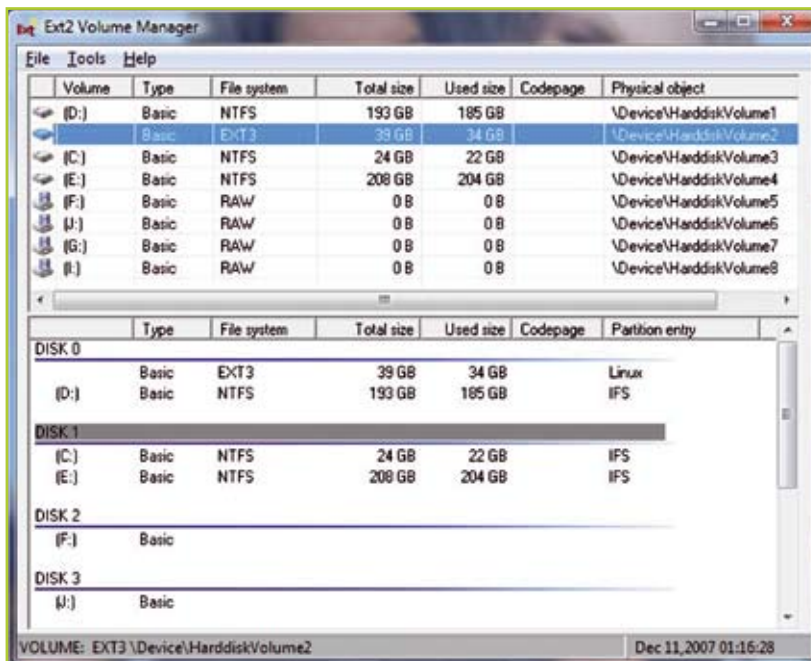 Ext2 Volume Manager
File Tools Help
Volume Type File system Total size Used size Codepage Physical object
(D:) Basic NTFS 193 GB 185 GB \Device\HarddiskVolume1
Basic EXT3 39 GB 34 GB \Device\HarddiskVolume2
(C:) Basic NTFS 24 GB 22 GB \Device\HarddiskVolume3
(E:) Basic NTFS 208 GB 204 GB \Device\HarddiskVolume4
(F:) Basic RAW 0 B 0 B \Device\HarddiskVolume5
(J:) Basic RAW 0 B 0 B \Device\HarddiskVolume6
(G:) Basic RAW 0 B 0 B \Device\HarddiskVolume7
(I:) Basic RAW 0 B 0 B \Device\HarddiskVolume8
Type File system Total size Used size Codepage Partition entry
DISK 0
Basic EXT3 39 GB 34 GB Linux
(D:) Basic NTFS 193 GB 185 GB IFS
DISK 1
(C:) Basic NTFS 24 GB 22 GB IFS
(E:) Basic NTFS 208 GB 204 GB IFS
DISK 2
(F:) Basic
DISK 3
(J:) Basic
VOLUME: EXT3 \Device\HarddiskVolume2 Dec 11,2007 01:16:28